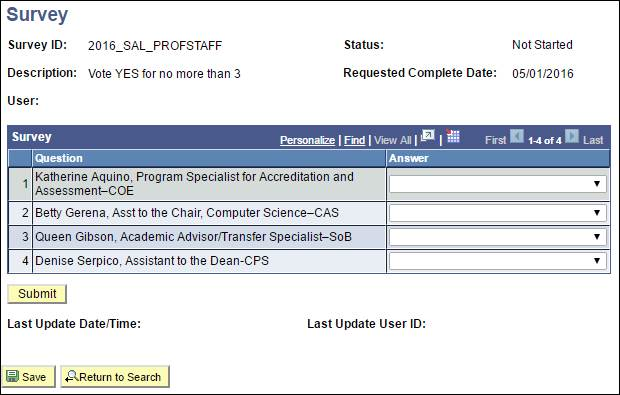 Survey
Survey ID: 2016_SAL_PROFSTAFF Status: Not Started
Description: Vote YES for no more than 3 Requested Complete Date: 05/01/2016
User:
Survey Personalize | Find | View All | | First 1-4 of 4 Last
Question Answer
1 Katherine Aquino, Program Specialist for Accreditation and
Assessment–COE
2 Betty Gerena, Asst to the Chair, Computer Science–CAS
3 Queen Gibson, Academic Advisor/Transfer Specialist–SoB
4 Denise Serpico, Assistant to the Dean-CPS
Submit
Last Update Date/Time: Last Update User ID:
Save Return to Search